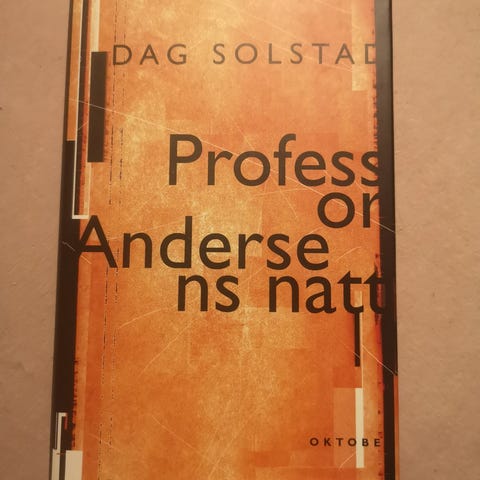 DAG SOLSTAD
Profess
or
Anderse
ns natt
OKTOBE